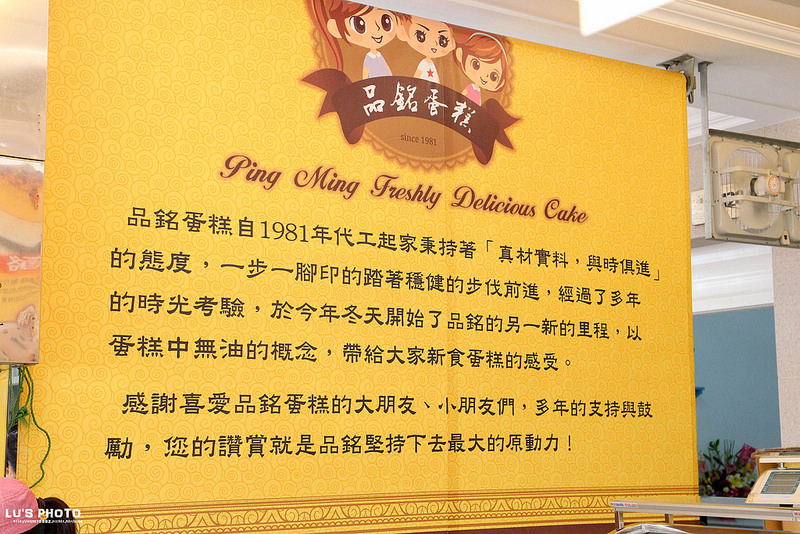 品銘蛋糕
since 1981
Ping Ming Freshly Delicious Cake
品銘蛋糕自1981年代工起家秉持著「真材實料，與時俱進」
的態度，一步一腳印的踏著穩健的步伐前進，經過了多年
的時光考驗，於今年冬天開始了品銘的另一新的里程，以
蛋糕中無油的概念，帶給大家新食蛋糕的感受。
感謝喜愛品銘蛋糕的大朋友、小朋友們，多年的支持與鼓
勵，您的讚賞就是品銘堅持下去最大的原動力！
LU'S PHOTO